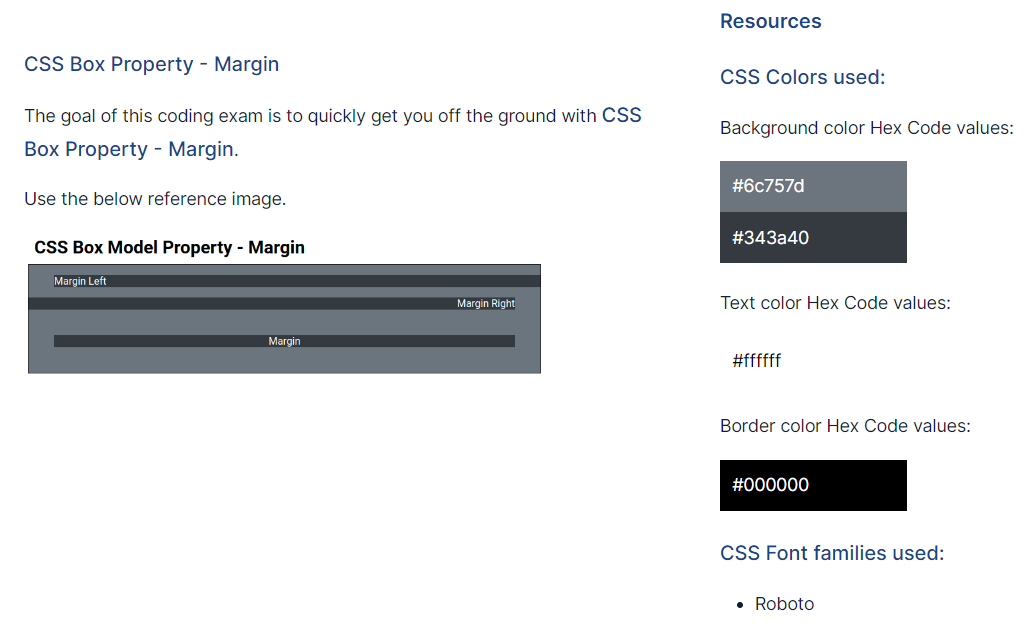 CSS Box Property - Margin
The goal of this coding exam is to quickly get you off the ground with CSS
Box Property - Margin.
Use the below reference image.
CSS Box Model Property - Margin
Margin Left
Margin Right
Margin
Resources
CSS Colors used:
Background color Hex Code values:
#6c757d
#343a40
Text color Hex Code values:
#ffffff
Border color Hex Code values:
#000000
CSS Font families used:
• Roboto